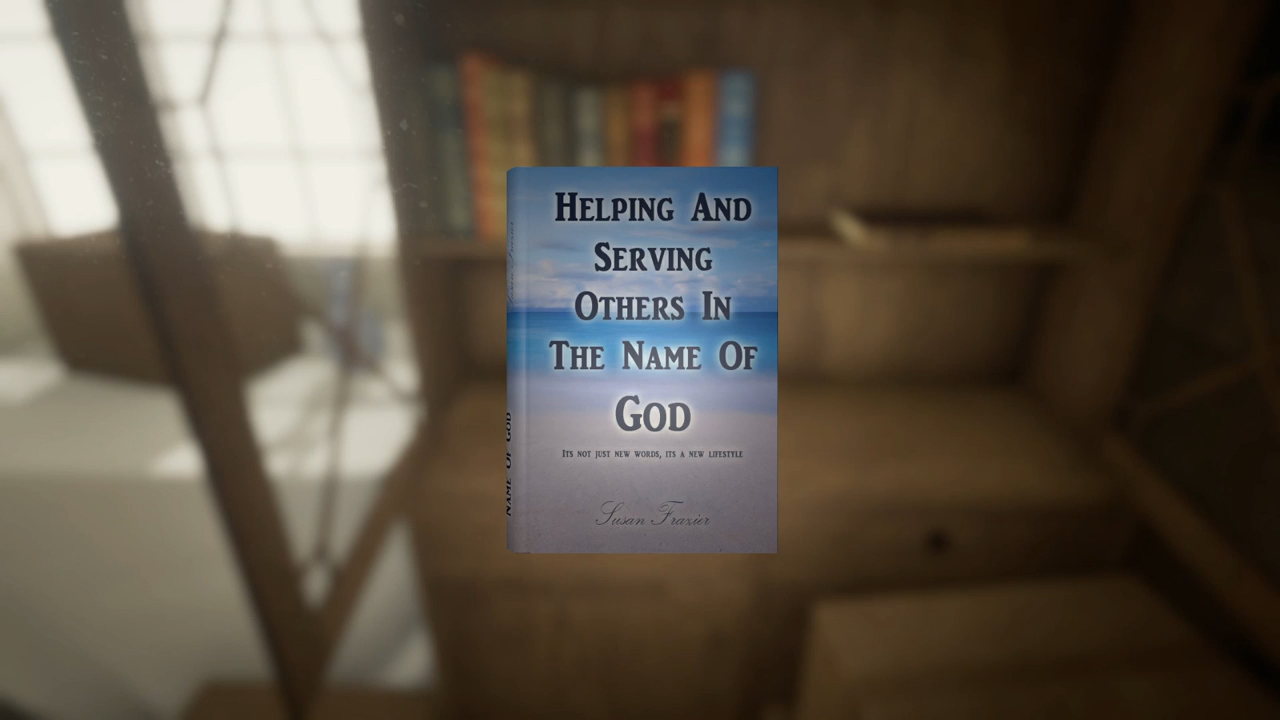 Helping And
Serving
Others In
The Name Of
God
Its not just new words, its a new lifestyle
Susan Frazier
Name Of God